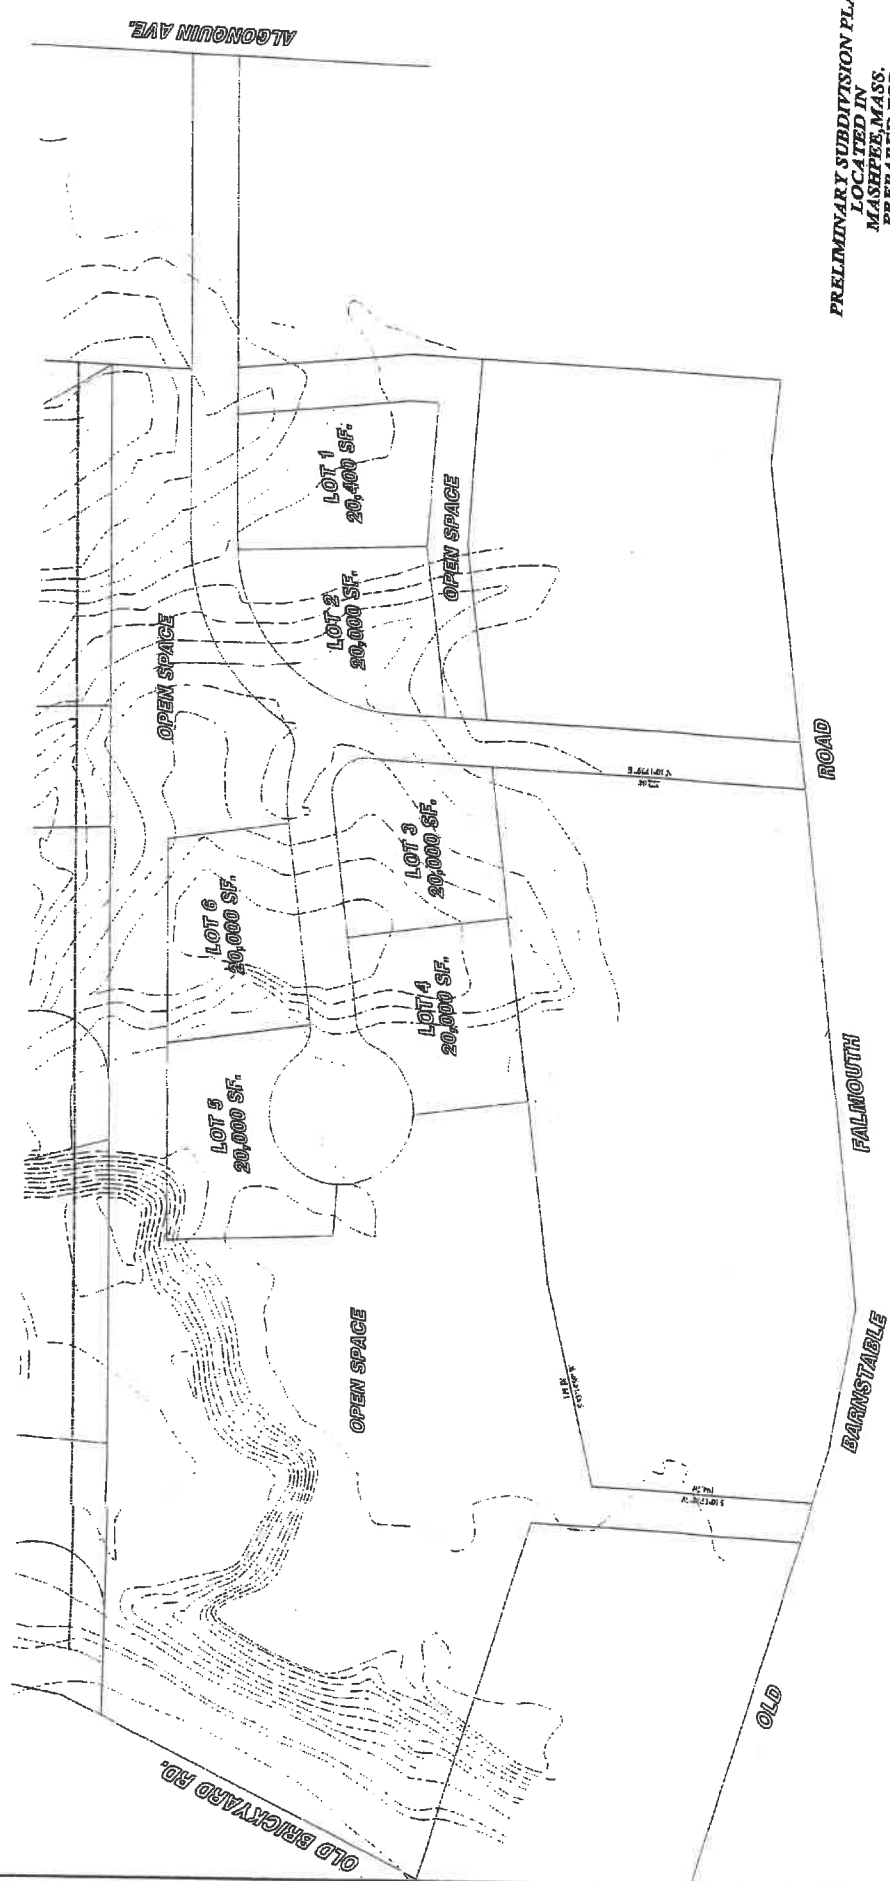 ALGONQUIN AVE.
PRELIMINARY SUBDIVISION PLA
LOCATED IN
MASHPEE, MASS.
LOT 1
20,400 SF.
OPEN SPACE
LOT 2
20,000 SF.
OPEN SPACE
LOT 3
20,000 SF.
LOT 6
20,000 SF.
LOT 4
20,000 SF.
LOT 5
20,000 SF.
OPEN SPACE
OLD BRICKYARD RD.
OLD
BARNSTABLE
FALMOUTH
ROAD